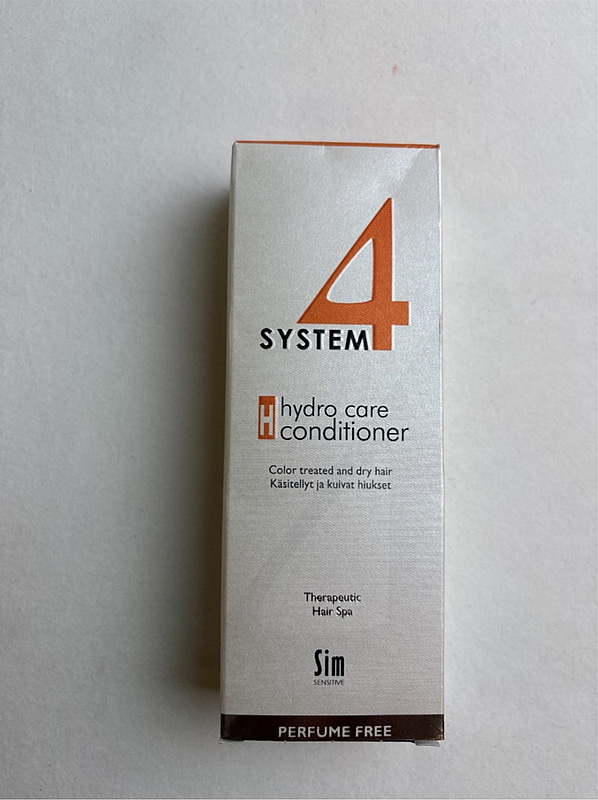 4
SYSTEM
H hydro care
conditioner
Color treated and dry hair
Käsitellyt ja kuivat hiukset
Therapeutic
Hair Spa
Sim
SENSITIVE
PERFUME FREE